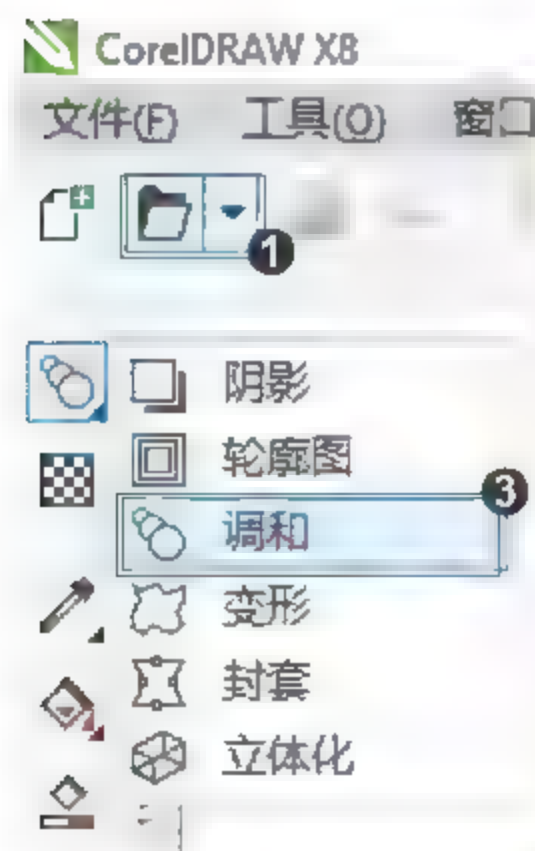 CorelDRAW X8
文件(F) 工具(O) 窗口
1
阴影
轮廓图
3
调和
变形
封套
立体化